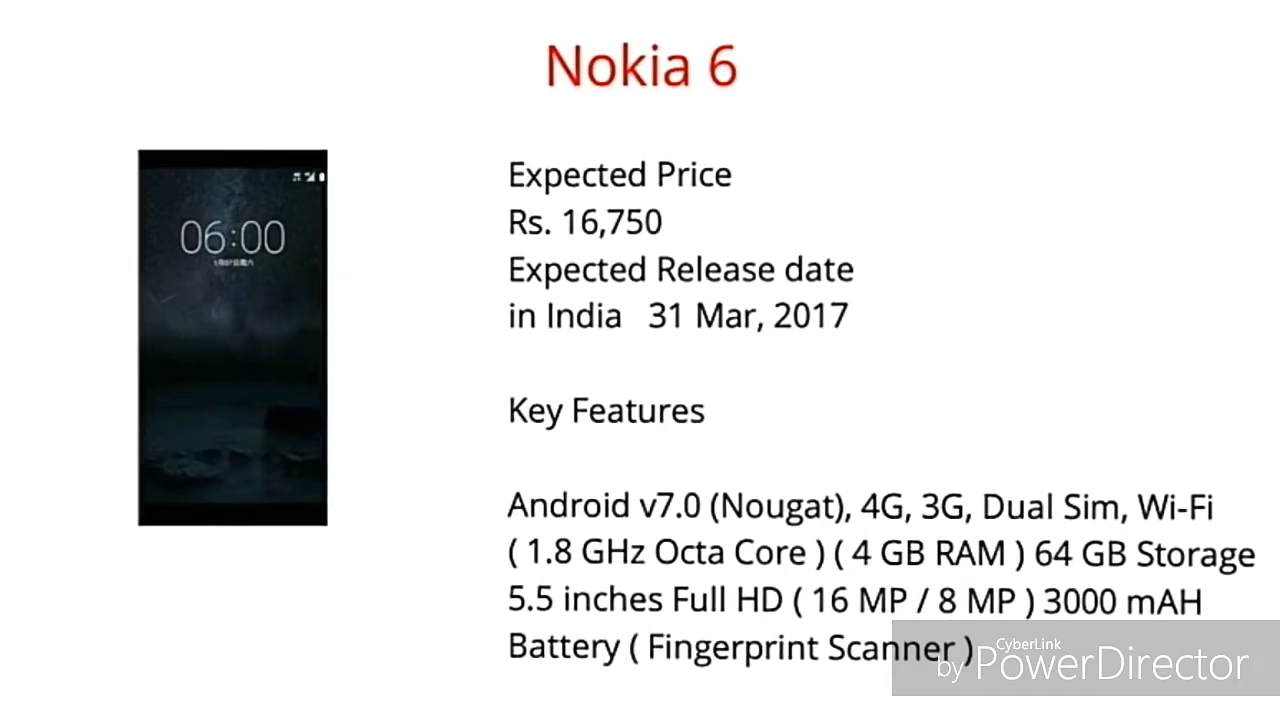 Nokia 6
06:00
Expected Price
Rs. 16,750
Expected Release date
in India 31 Mar, 2017
Key Features
Android v7.0 (Nougat), 4G, 3G, Dual Sim, Wi-Fi
( 1.8 GHz Octa Core ) ( 4 GB RAM ) 64 GB Storage
5.5 inches Full HD ( 16 MP / 8 MP ) 3000 mAH
Battery ( Fingerprint Scanner )
CyberLink
by PowerDirector